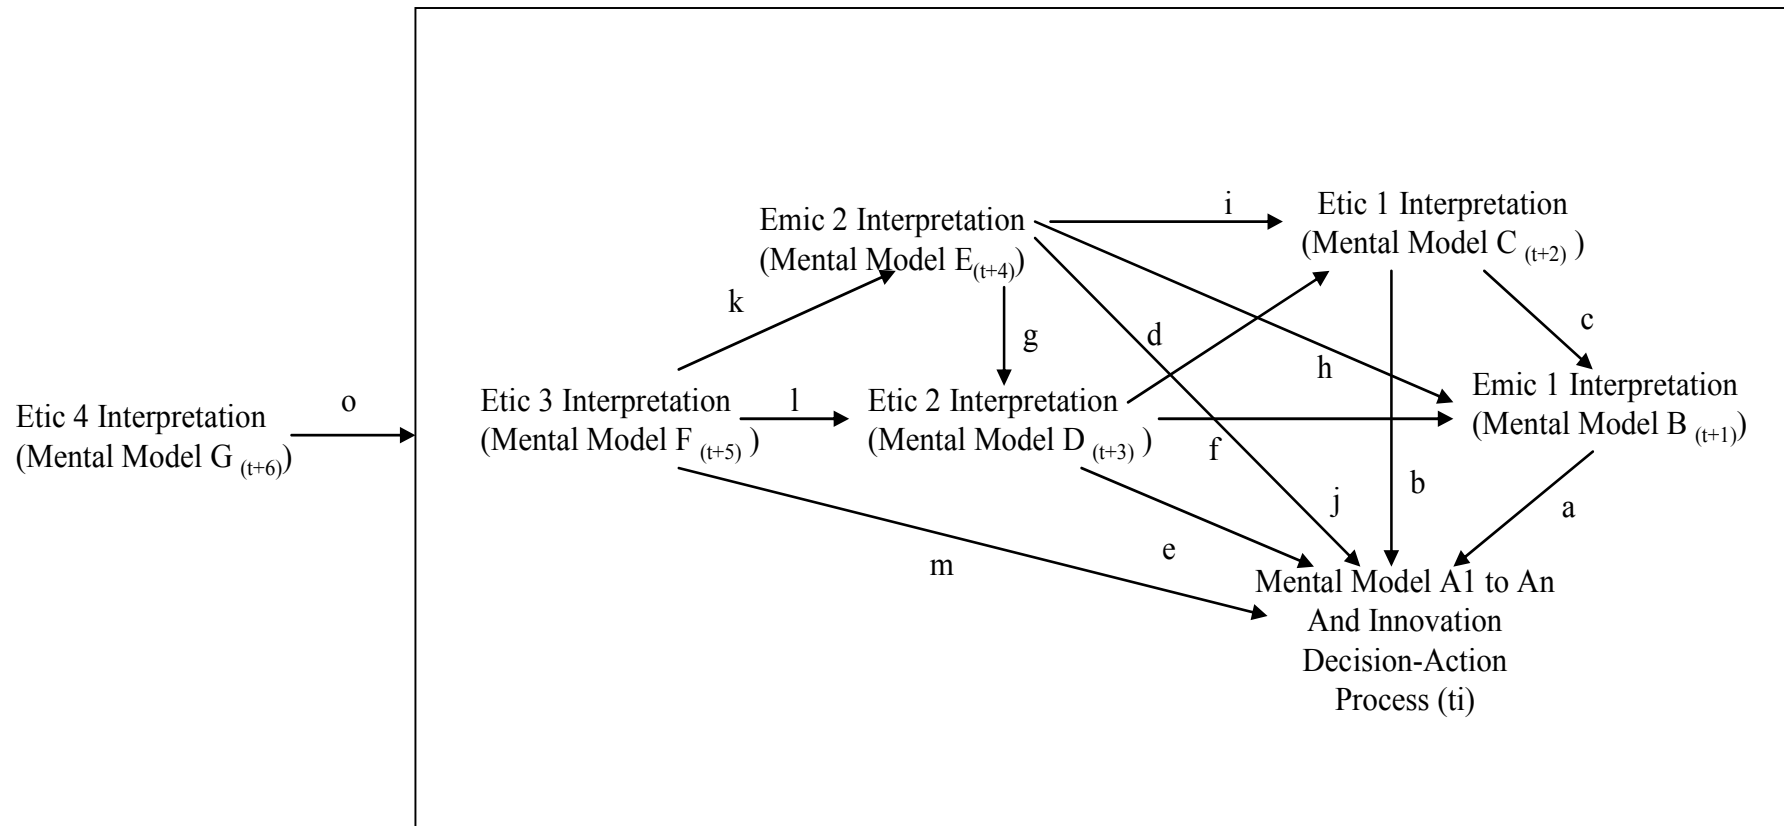 Emic 2 Interpretation
(Mental Model E(t+4))
i
Etic 1 Interpretation
(Mental Model C (t+2) )
k
g
d
h
c
Etic 4 Interpretation
(Mental Model G (t+6))
o
Etic 3 Interpretation
(Mental Model F (t+5) )
l
Etic 2 Interpretation
(Mental Model D (t+3) )
f
Emic 1 Interpretation
(Mental Model B (t+1))
m
e
j
b
a
Mental Model A1 to An
And Innovation
Decision-Action
Process (ti)